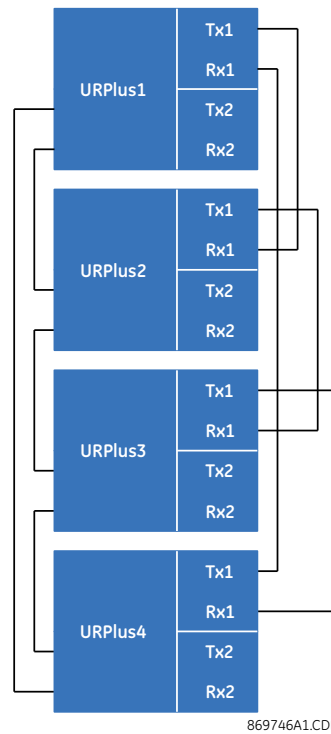 URPlus1
Tx1
Rx1
Tx2
Rx2
URPlus2
Tx1
Rx1
Tx2
Rx2
URPlus3
Tx1
Rx1
Tx2
Rx2
URPlus4
Tx1
Rx1
Tx2
Rx2
869746A1.CD